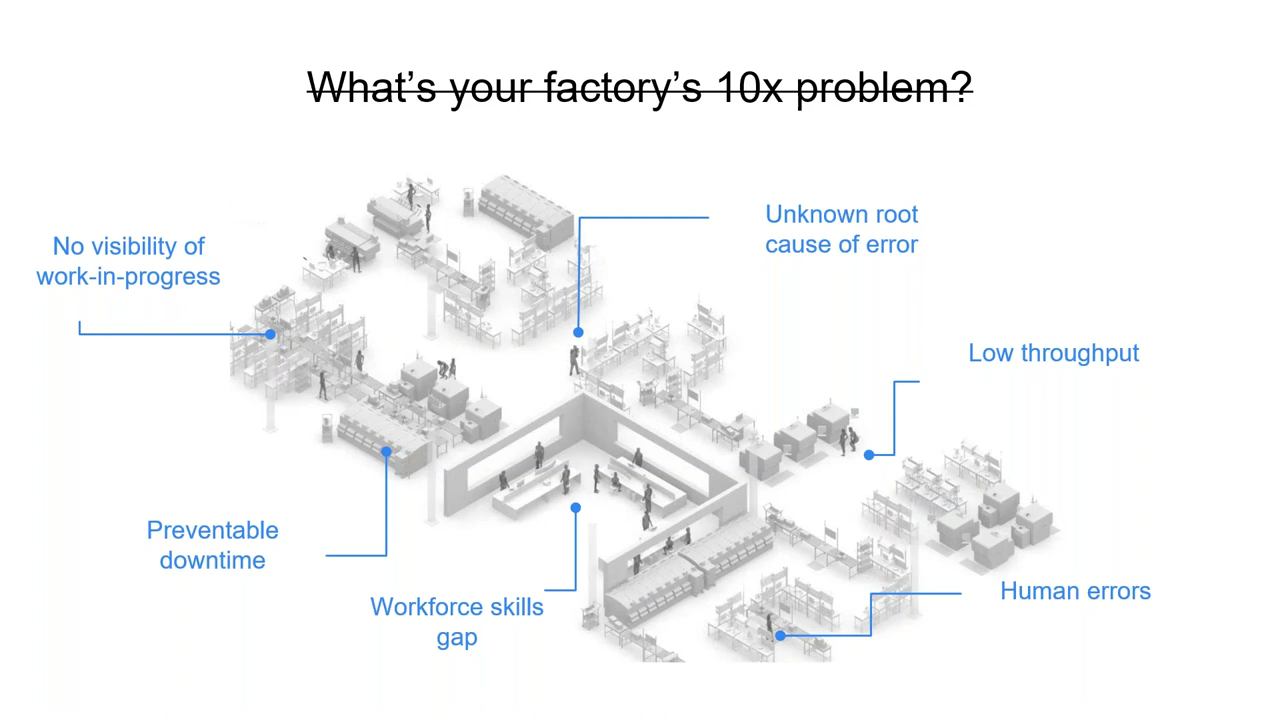 What’s your factory’s 10x problem?
No visibility of
work-in-progress
Unknown root
cause of error
Low throughput
Preventable
downtime
Workforce skills
gap
Human errors